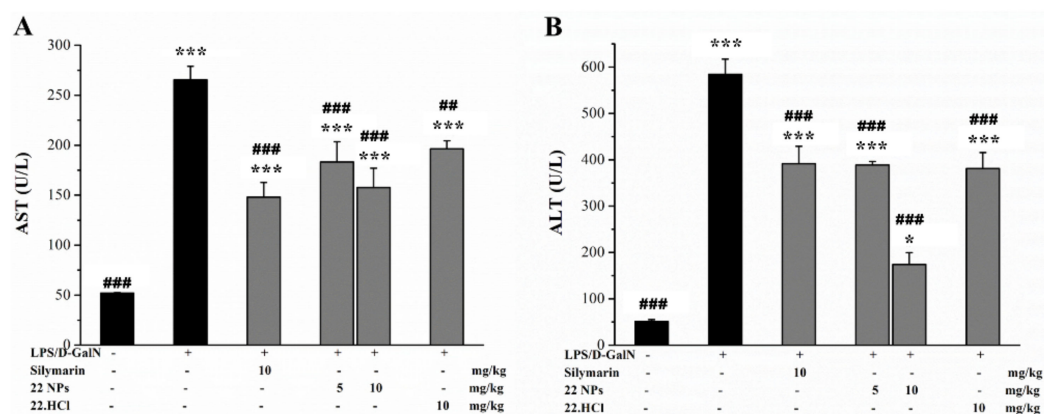 A
300
250
200
150
100
50
0
AST (U/L)
###
***
###
***
###
***
###
***
##
***
LPS/D-GalN - + + + + +
Silymarin - - 10 - - - mg/kg
22 NPs - - - 5 10 - mg/kg
22.HCl - - - - - 10 mg/kg
B
600
500
400
300
200
100
0
ALT (U/L)
###
***
###
***
###
***
###
*
###
***
LPS/D-GalN - + + + + +
Silymarin - - 10 - - - mg/kg
22 NPs - - - 5 10 - mg/kg
22.HCl - - - - - 10 mg/kg